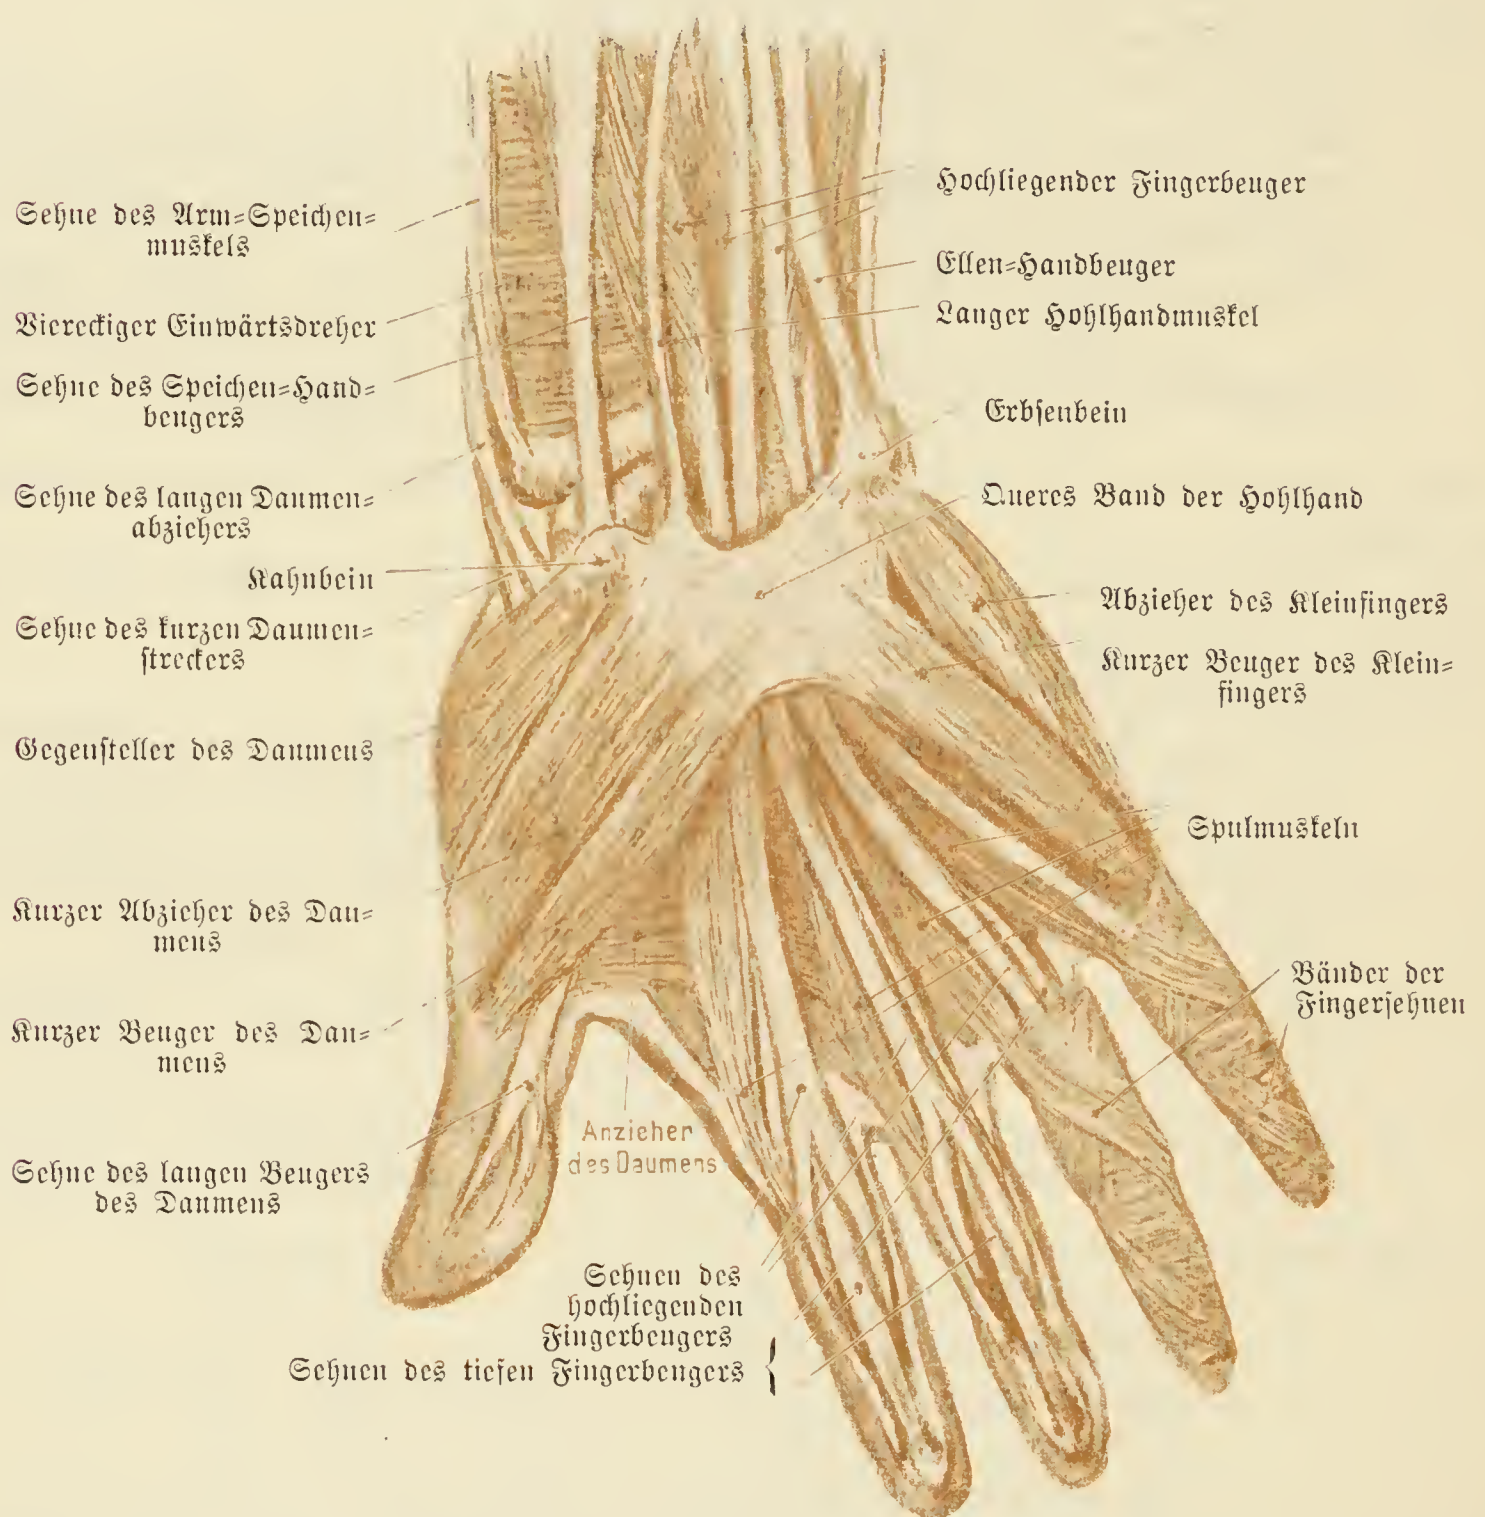 Sehne des Arm=Speichen=
muskels
Viereckiger Einwärtsdreher
Sehne des Speichen=Hand=
beugers
Sehne des langen Daumen=
abziehers
Kahnbein
Sehne des kurzen Daumen=
streckers
Gegensteller des Daumens
Kurzer Abzieher des Dau=
mens
Kurzer Beuger des Dau=
mens
Sehne des langen Beugers
des Daumens
Anzieher
des Daumens
Sehnen des
hochliegenden
Fingerbeugers
Sehnen des tiefen Fingerbeugers
Hochliegender Fingerbeuger
Ellen=Handbeuger
Langer Hohlhandmuskel
Erbsenbein
Queres Band der Hohlhand
Abzieher des Kleinfingers
Kurzer Beuger des Klein=
fingers
Spulmuskeln
Bänder der
Fingersehnen